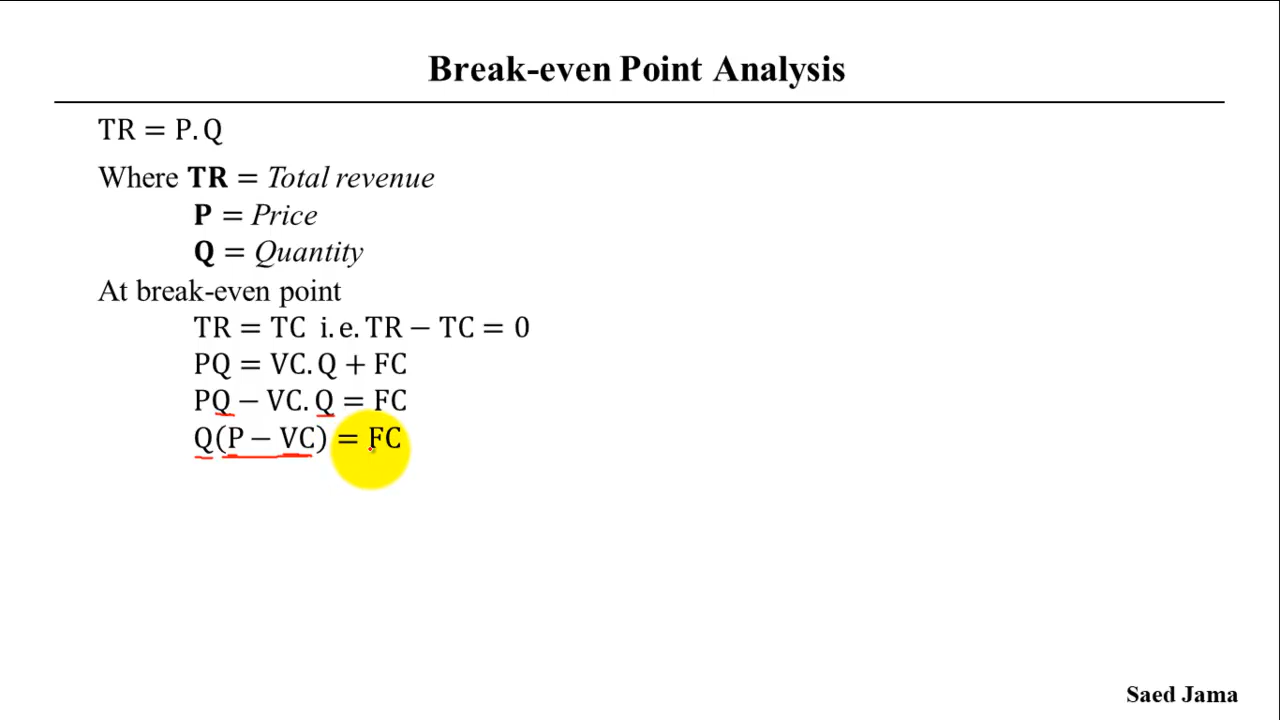 Break-even Point Analysis
TR = P. Q
Where TR = Total revenue
P = Price
Q = Quantity
At break-even point
TR = TC i. e. TR − TC = 0
PQ = VC. Q + FC
PQ − VC. Q = FC
Q(P − VC) = FC
Saed Jama